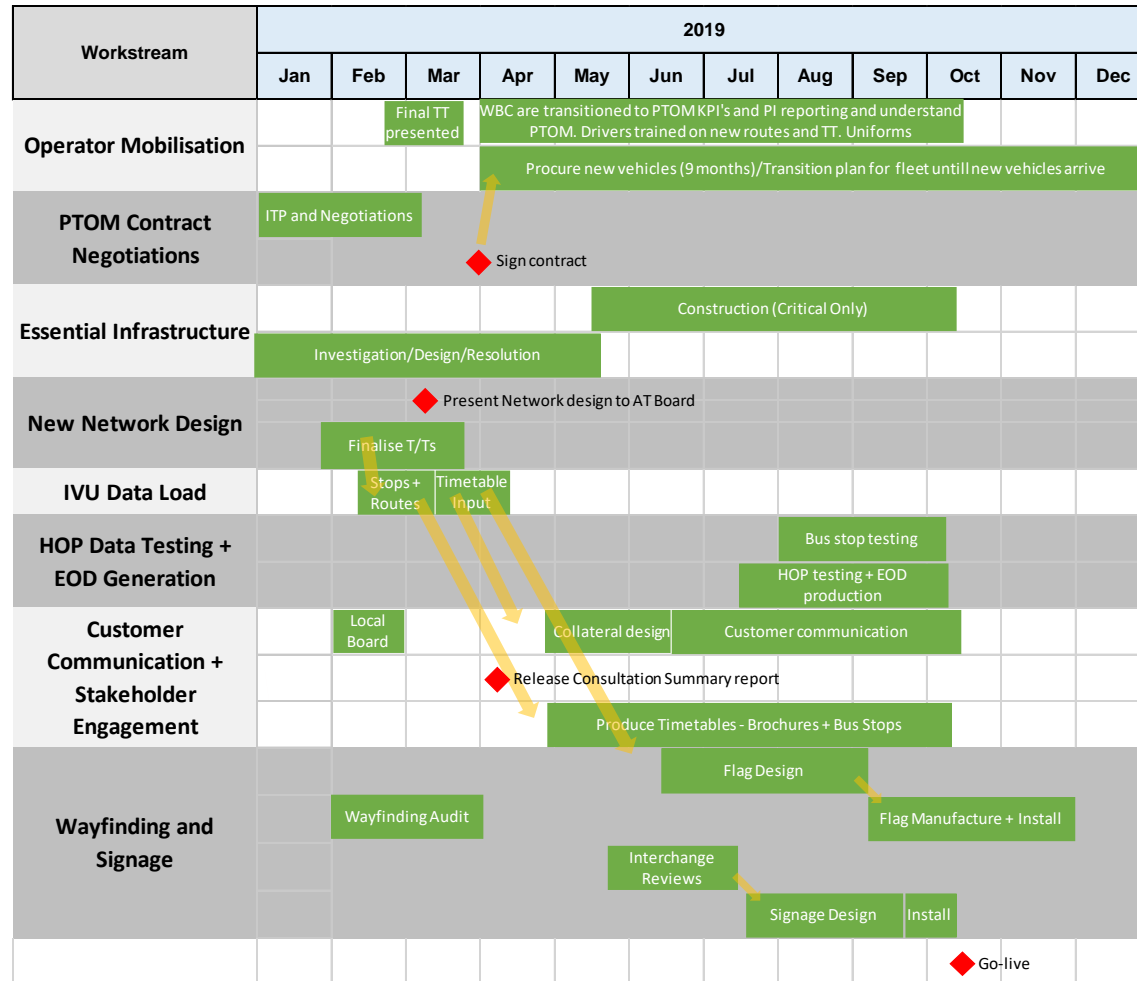 Workstream
2019
Jan Feb Mar Apr May Jun Jul Aug Sep Oct Nov Dec
Operator Mobilisation
Final TT
presented
WBC are transitioned to PTOM KPI's and PI reporting and understand
PTOM. Drivers trained on new routes and TT. Uniforms
Procure new vehicles (9 months)/Transition plan for fleet untill new vehicles arrive
PTOM Contract
Negotiations
ITP and Negotiations
Sign contract
Essential Infrastructure
Construction (Critical Only)
Investigation/Design/Resolution
New Network Design
Present Network design to AT Board
Finalise T/Ts
IVU Data Load
Stops +
Routes
Timetable
Input
HOP Data Testing +
EOD Generation
Bus stop testing
HOP testing + EOD
production
Customer
Communication +
Stakeholder
Engagement
Local
Board
Collateral design
Customer communication
Release Consultation Summary report
Produce Timetables - Brochures + Bus Stops
Wayfinding and
Signage
Flag Design
Wayfinding Audit
Flag Manufacture + Install
Interchange
Reviews
Signage Design
Install
Go-live